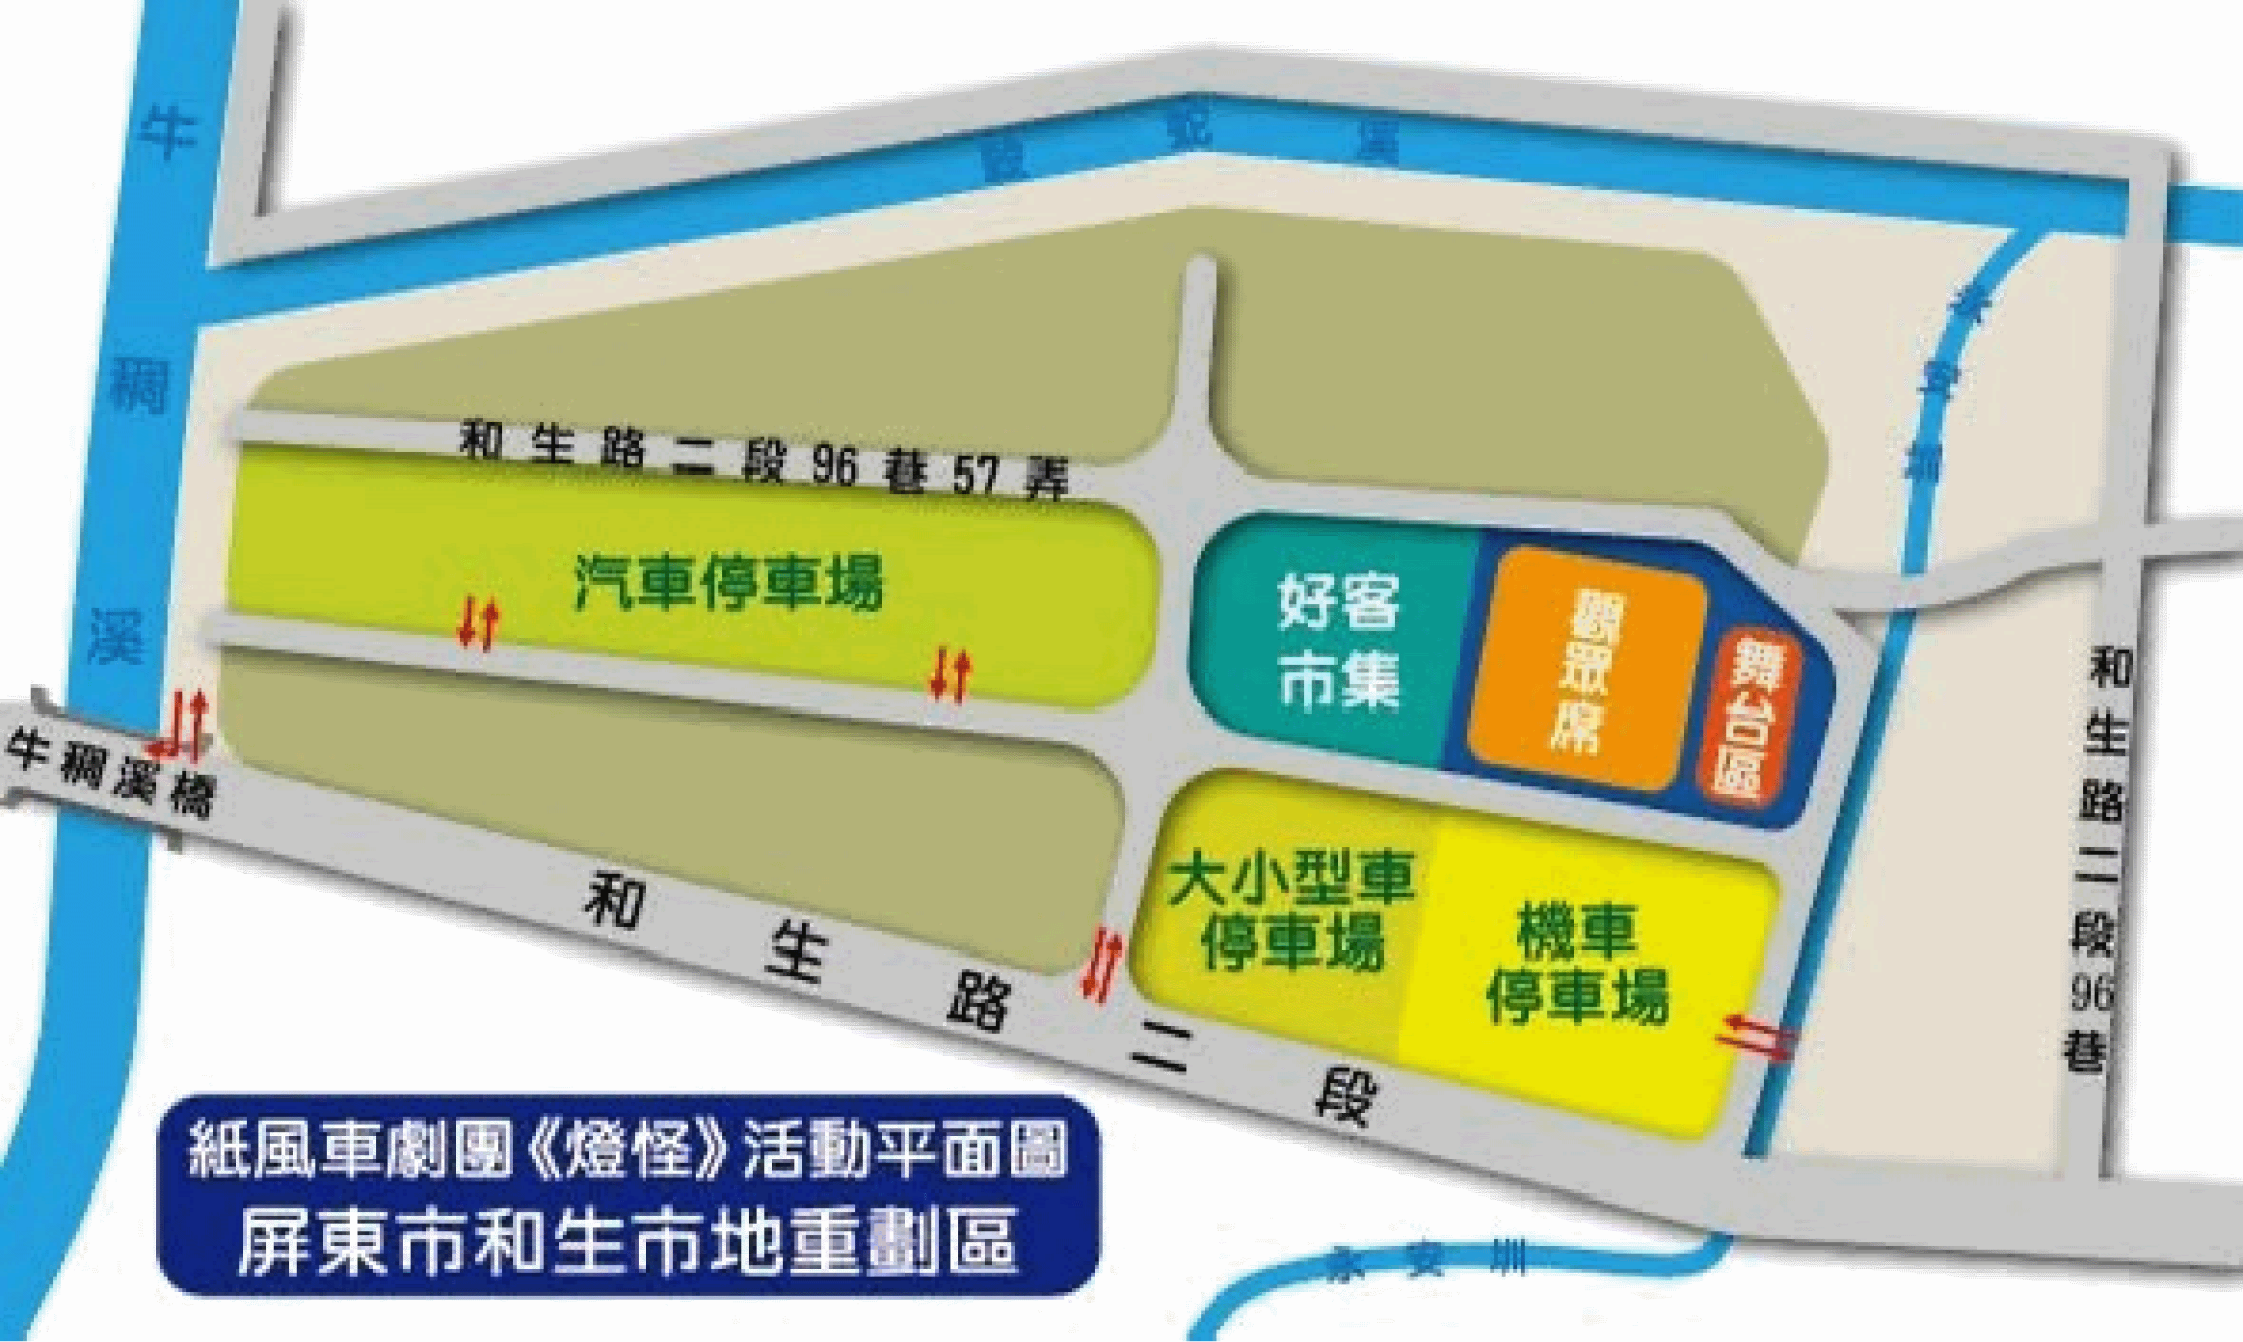 牛稠溪
殺蛇溪
永安圳
和生路二段96巷57弄
汽車停車場
好客
市集
觀眾席
舞台區
牛稠溪橋
大小型車
停車場
機車
停車場
和生路二段
和生路二段96巷
紙風車劇團《燈怪》活動平面圖
屏東市和生市地重劃區
永安圳